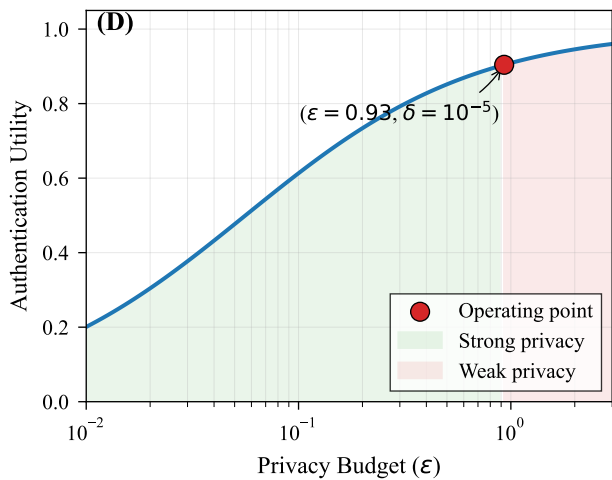 (D)
1.0
0.8
0.6
0.4
0.2
0.0
Authentication Utility
(ε = 0.93, δ = 10⁻⁵)
Operating point
Strong privacy
Weak privacy
10⁻² 10⁻¹ 10⁰
Privacy Budget (ε)